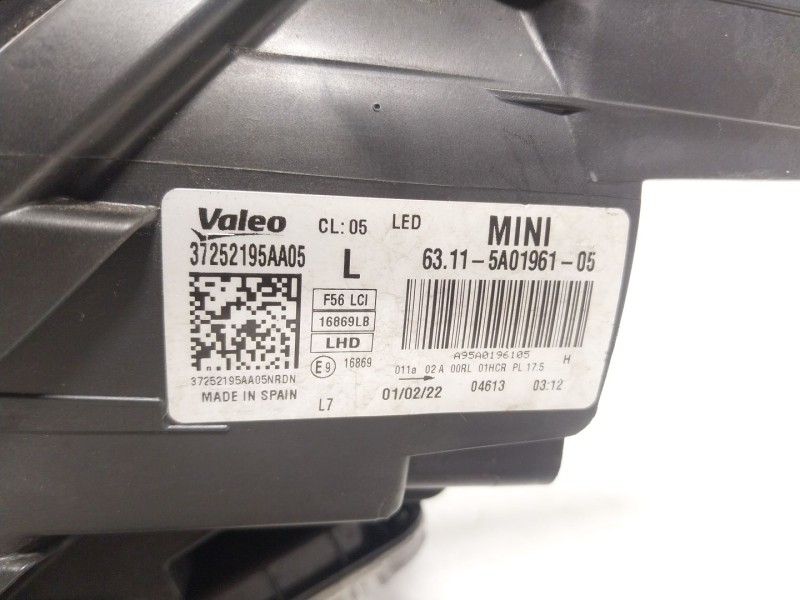 Valeo CL: 05 LED MINI
37252195AA05 L 63.11-5A01961-05
F56 LCI
16869LB
LHD
A95A0196105 H
E9 16869
011a 02 A 00RL 01HCR PL 17.5
37252195AA05NRDN
MADE IN SPAIN L7 01/02/22 04613 03:12